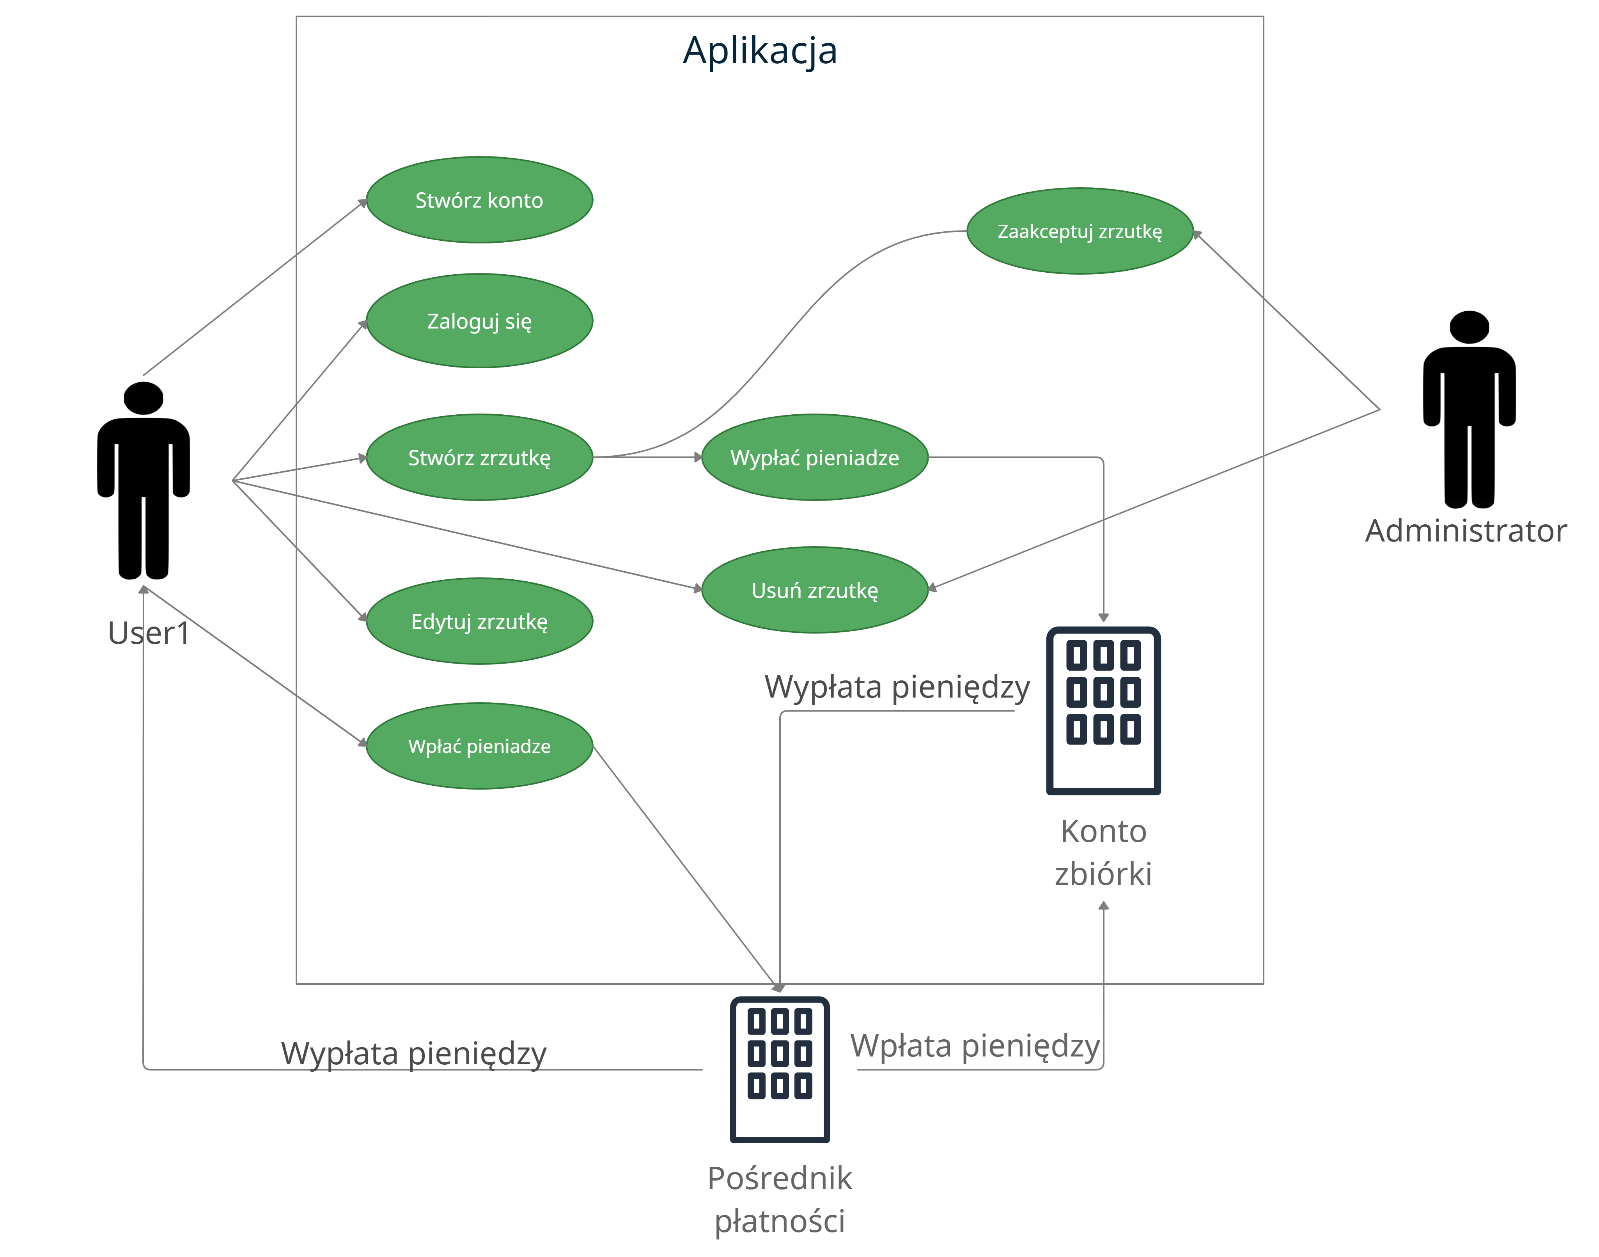 Aplikacja
Stwórz konto
Zaakceptuj zrzutkę
Zaloguj się
Stwórz zrzutkę
Wypłać pieniadze
Administrator
Usuń zrzutkę
Edytuj zrzutkę
User1
Wypłata pieniędzy
Wpłać pieniadze
Konto
zbiórki
Wypłata pieniędzy
Wpłata pieniędzy
Pośrednik
płatności